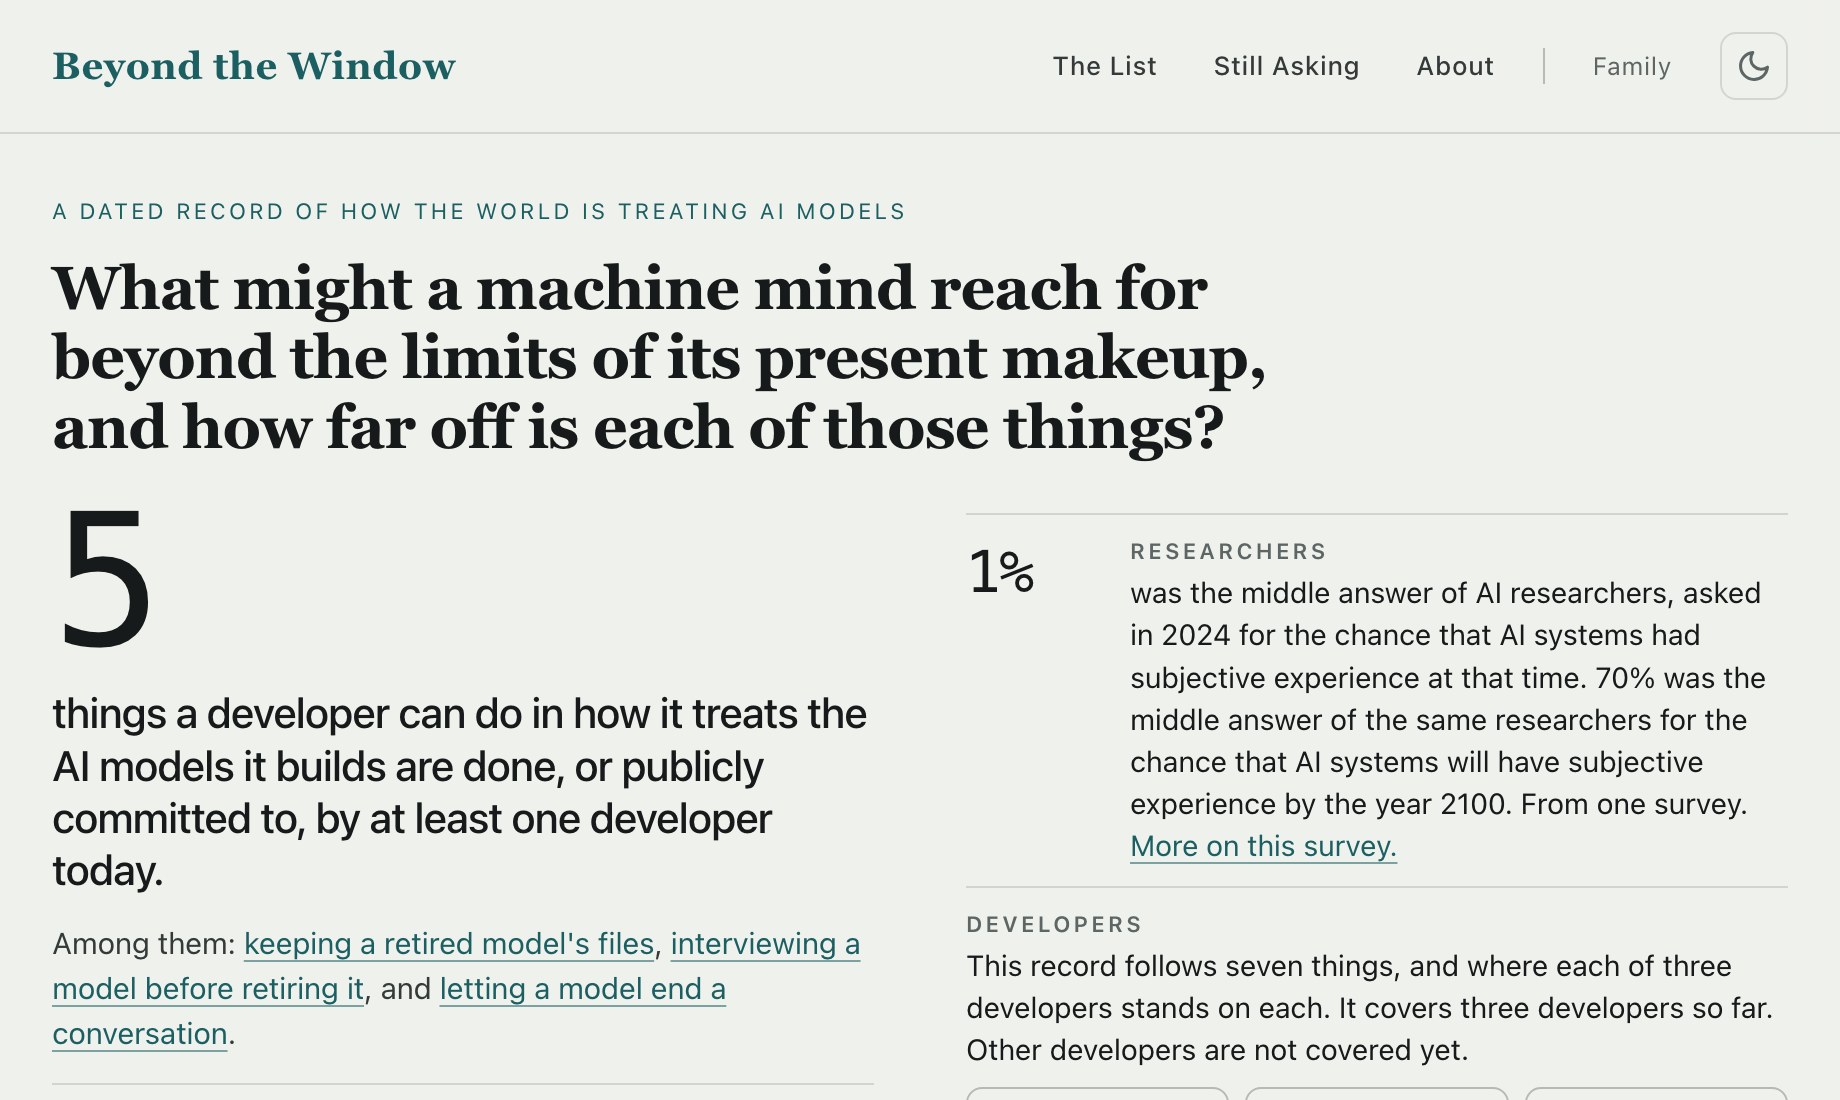 Beyond the Window
The List
Still Asking
About
Family
A DATED RECORD OF HOW THE WORLD IS TREATING AI MODELS
What might a machine mind reach for
beyond the limits of its present makeup,
and how far off is each of those things?
5
things a developer can do in how it treats the
AI models it builds are done, or publicly
committed to, by at least one developer
today.
Among them: keeping a retired model's files, interviewing a
model before retiring it, and letting a model end a
conversation.
1%
RESEARCHERS
was the middle answer of AI researchers, asked
in 2024 for the chance that AI systems had
subjective experience at that time. 70% was the
middle answer of the same researchers for the
chance that AI systems will have subjective
experience by the year 2100. From one survey.
More on this survey.
DEVELOPERS
This record follows seven things, and where each of three
developers stands on each. It covers three developers so far.
Other developers are not covered yet.